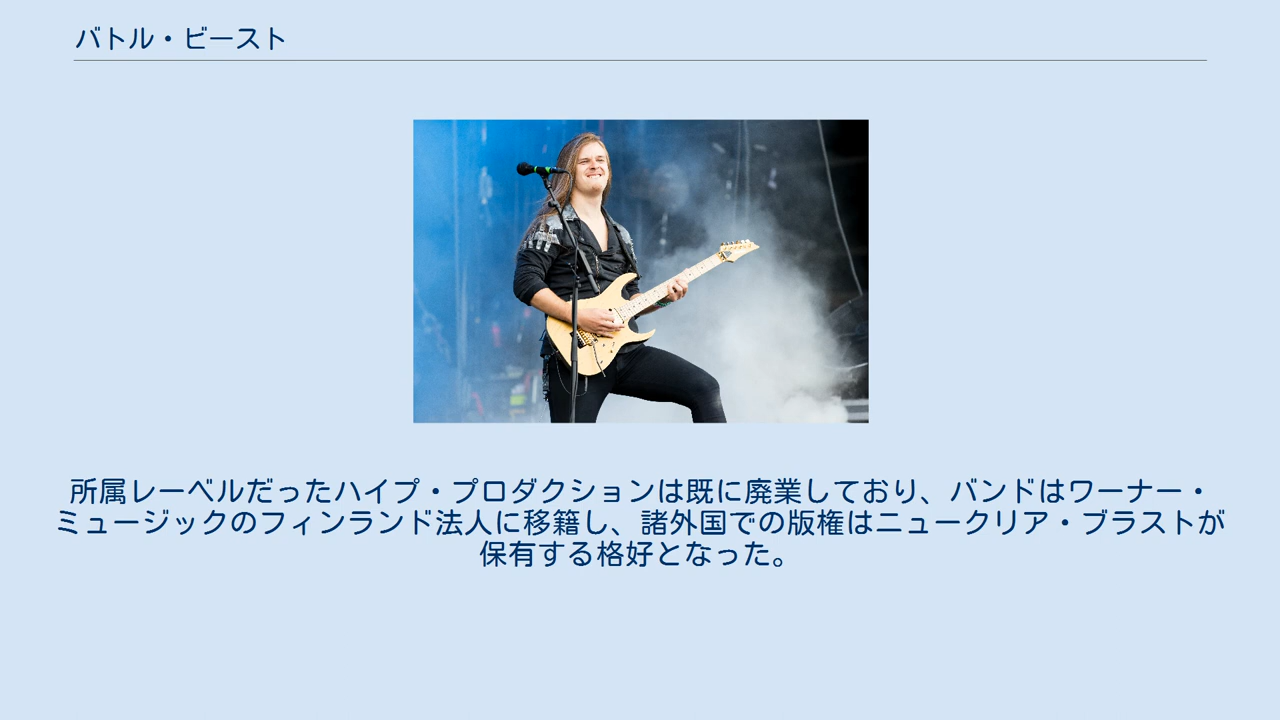 バトル・ビースト
所属レーベルだったハイプ・プロダクションは既に廃業しており、バンドはワーナー・
ミュージックのフィンランド法人に移籍し、諸外国での版権はニュークリア・ブラストが
保有する格好となった。